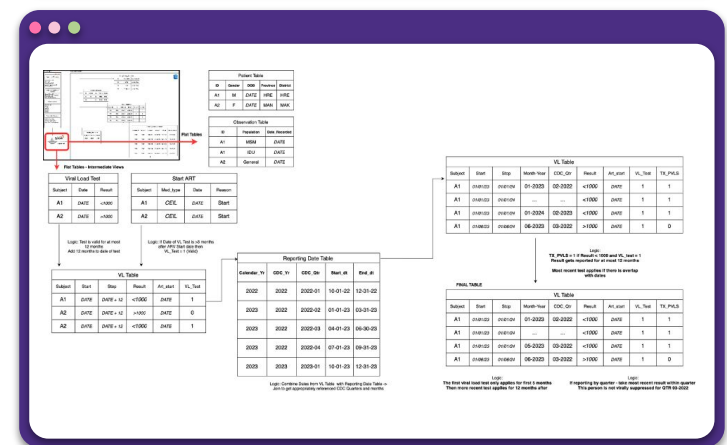 Patient Table
ID Gender DOB Province District
A1 M DATE HRE HRE
A2 F DATE MAN MAK
Observation Table
ID Population Date_Recorded
A1 MSM DATE
A1 IDU DATE
A2 General DATE
Flat Tables
Flat Tables - Intermediate Views
Viral Load Test
Subject Date Result
A1 DATE <1000
A2 DATE >1000
Start ART
Subject Med_type Date Reason
A1 CEIL DATE Start
A2 CEIL DATE Start
Logic: Test is valid for at most
12 months
Add 12 months to date of test
Logic: If Date of VL Test is >6 months
after ART Start date then
VL_Test = 1 (Valid)
VL Table
Subject Start Stop Result Art_start VL_Test
A1 DATE DATE + 12 <1000 DATE 1
A2 DATE DATE + 12 >1000 DATE 0
A2 DATE DATE + 12 <1000 DATE 1
Reporting Date Table
Calendar_Yr CDC_Yr CDC_Qtr Start_dt End_dt
2022 2022 2022-01 10-01-22 12-31-22
2023 2022 2022-02 01-01-23 03-31-23
2023 2022 2022-03 04-01-23 06-30-23
2023 2022 2022-04 07-01-23 09-31-23
2023 2023 2023-01 10-01-23 12-31-23
Logic: Combine Dates from VL Table with Reporting Date Table -
Join to get appropriately referenced CDC Quarters and months
VL Table
Subject Start Stop Month-Year CDC_Qtr Result Art_start VL_Test TX_PVLS
A1 01/01/23 01/01/24 01-2023 02-2022 <1000 DATE 1 1
A1 01/01/23 01/01/24 ... ... <1000 DATE 1 1
A1 01/01/23 01/01/24 01-2024 02-2023 <1000 DATE 1 1
A1 01/06/23 01/06/24 06-2023 03-2022 >1000 DATE 1 0
Logic:
TX_PVLS = 1 if Result < 1000 and VL_test = 1
Result gets reported for at most 12 months
Most recent test applies if there is overlap
with dates
FINAL TABLE
VL Table
Subject Start Stop Month-Year CDC_Qtr Result Art_start VL_Test TX_PVLS
A1 01/01/23 01/01/24 01-2023 02-2022 <1000 DATE 1 1
A1 01/01/23 01/01/24 ... ... <1000 DATE 1 1
A1 01/01/23 01/01/24 05-2023 03-2022 <1000 DATE 1 1
A1 01/06/23 01/06/24 06-2023 03-2022 >1000 DATE 1 0
Logic:
The first viral load test only applies for first 5 months
Then more recent test applies for 12 months after
Logic:
If reporting by quarter - take most recent result within quarter
This person is not virally suppressed for QTR 03-2022